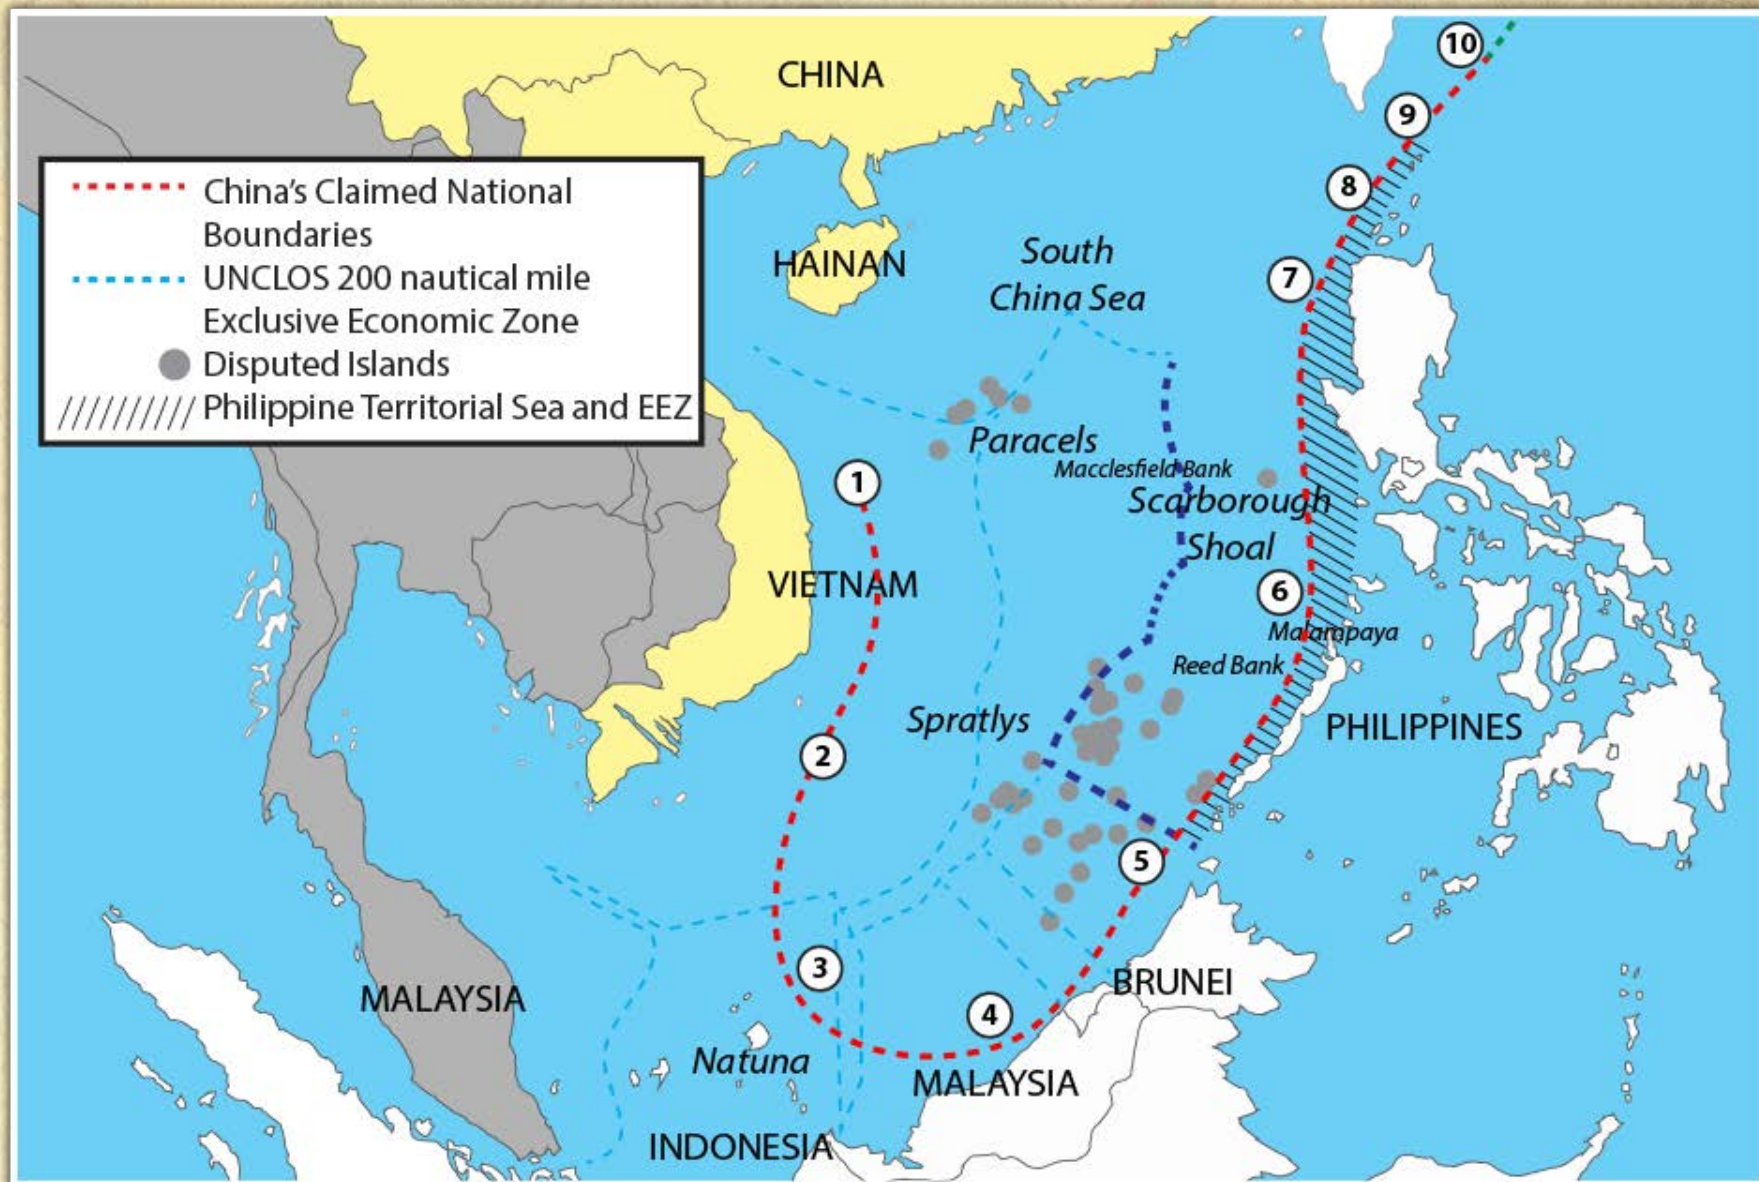 CHINA
10
9
8
China's Claimed National
Boundaries
UNCLOS 200 nautical mile
Exclusive Economic Zone
Disputed Islands
Philippine Territorial Sea and EEZ
HAINAN
South
China Sea
7
Paracels
Macclesfield Bank
1
Scarborough
Shoal
VIETNAM
6
Malampaya
Reed Bank
Spratlys
PHILIPPINES
2
5
3
BRUNEI
MALAYSIA
4
Natuna
MALAYSIA
INDONESIA